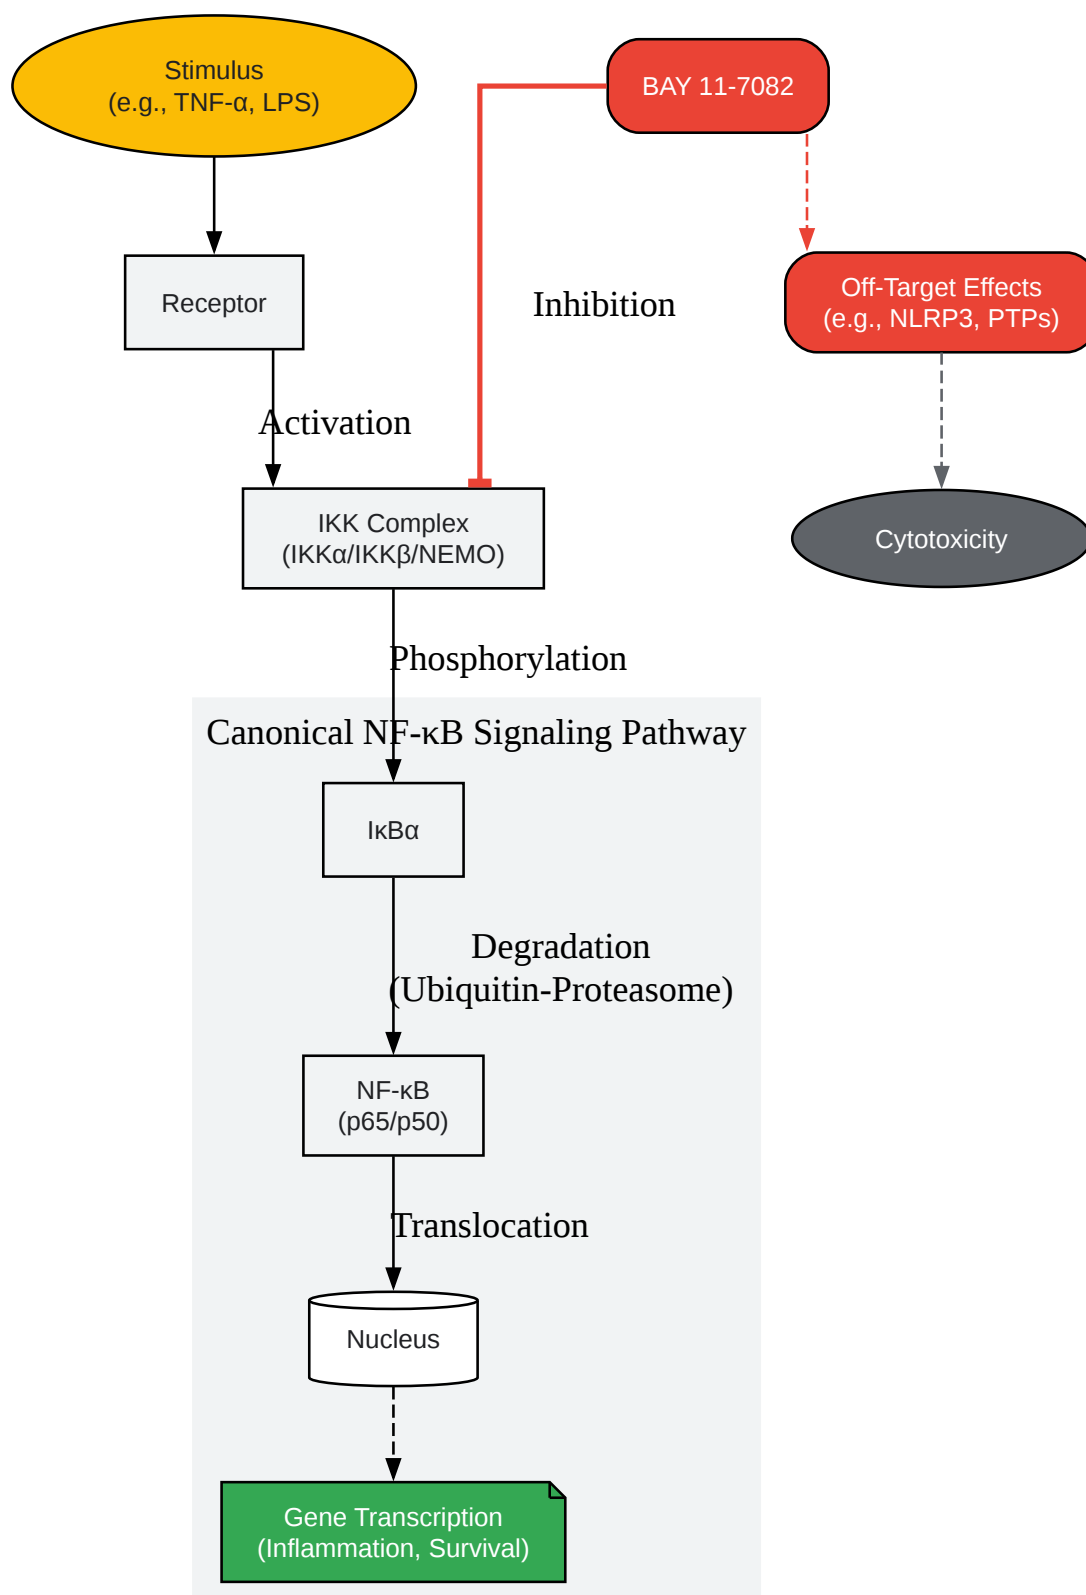 Stimulus
(e.g., TNF-α, LPS)
BAY 11-7082
Receptor
Inhibition
Off-Target Effects
(e.g., NLRP3, PTPs)
Activation
IKK Complex
(IKKα/IKKβ/NEMO)
Cytotoxicity
Phosphorylation
Canonical NF-κB Signaling Pathway
IκBα
Degradation
(Ubiquitin-Proteasome)
NF-κB
(p65/p50)
Translocation
Nucleus
Gene Transcription
(Inflammation, Survival)